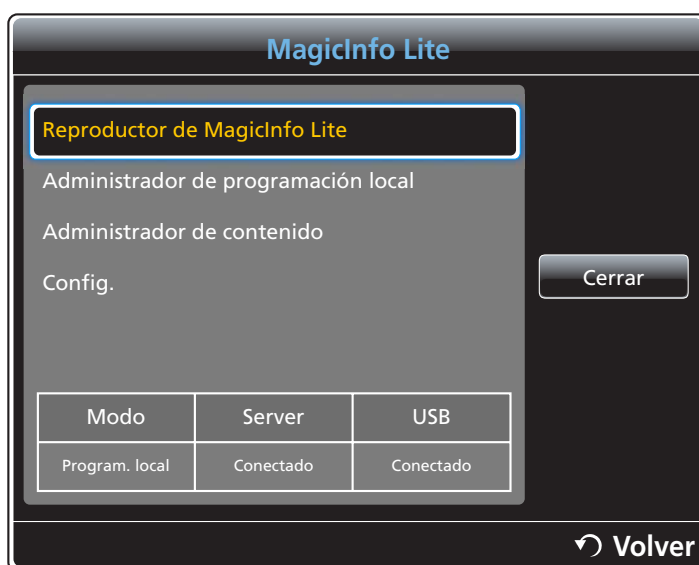 MagicInfo Lite
Reproductor de MagicInfo Lite
Administrador de programación local
Administrador de contenido
Config.
Cerrar
Modo Server USB
Program. local Conectado Conectado
Volver